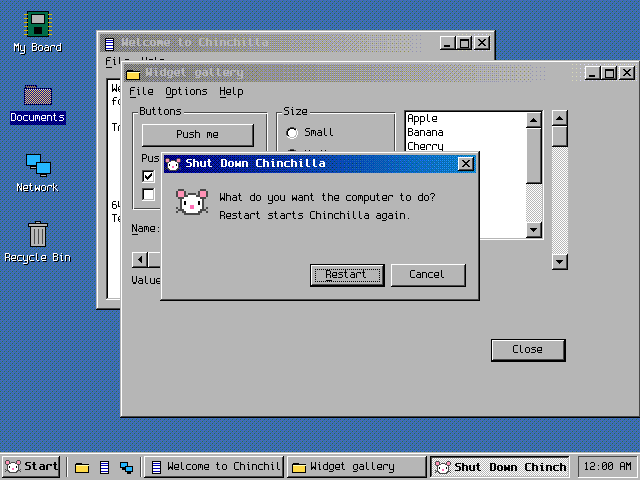 My Board
Documents
Network
Recycle Bin
Welcome to Chinchilla
File
Widget gallery
File Options Help
Buttons
Push me
Size
Small
Apple
Banana
Cherry
Name:
Value
Shut Down Chinchilla
What do you want the computer to do?
Restart starts Chinchilla again.
Restart
Cancel
Close
Start
Welcome to Chinchil
Widget gallery
Shut Down Chinch
12:00 AM